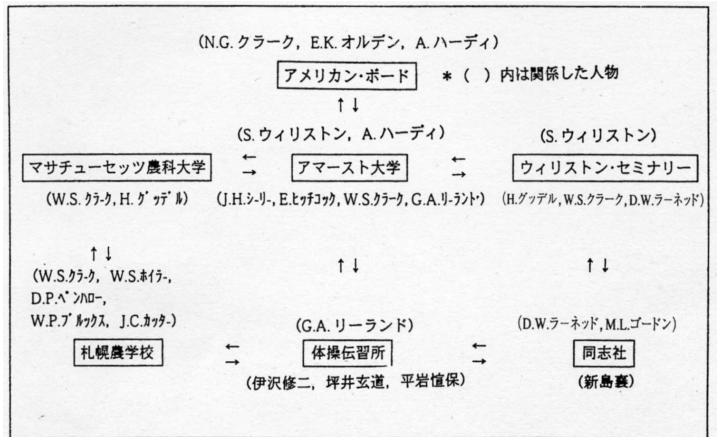 (N.G. クラーク, E.K. オルデン, A. ハーディ)
アメリカン・ボード * ( ) 内は関係した人物
↑ ↓
(S. ウィリストン, A. ハーディ) (S. ウィリストン)
マサチューセッツ農科大学 ← → アマースト大学 ← → ウィリストン・セミナリー
(W.S. クラーク, H. グッデル) (J.H.シーリー, E.ヒッチコック, W.S.クラーク, G.A.リーランド) (H.グッデル, W.S.クラーク, D.W.ラーネッド)
↑ ↓ ↑ ↓ ↑ ↓
(W.S.クラーク, W.S.ホイラー,
D.P.ペンハロー,
W.P.ブルックス, J.C.カッター) (G.A. リーランド) (D.W.ラーネッド, M.L.ゴードン)
札幌農学校 ← → 体操伝習所 ← → 同志社
(伊沢修二, 坪井玄道, 平岩愃保) (新島襄)